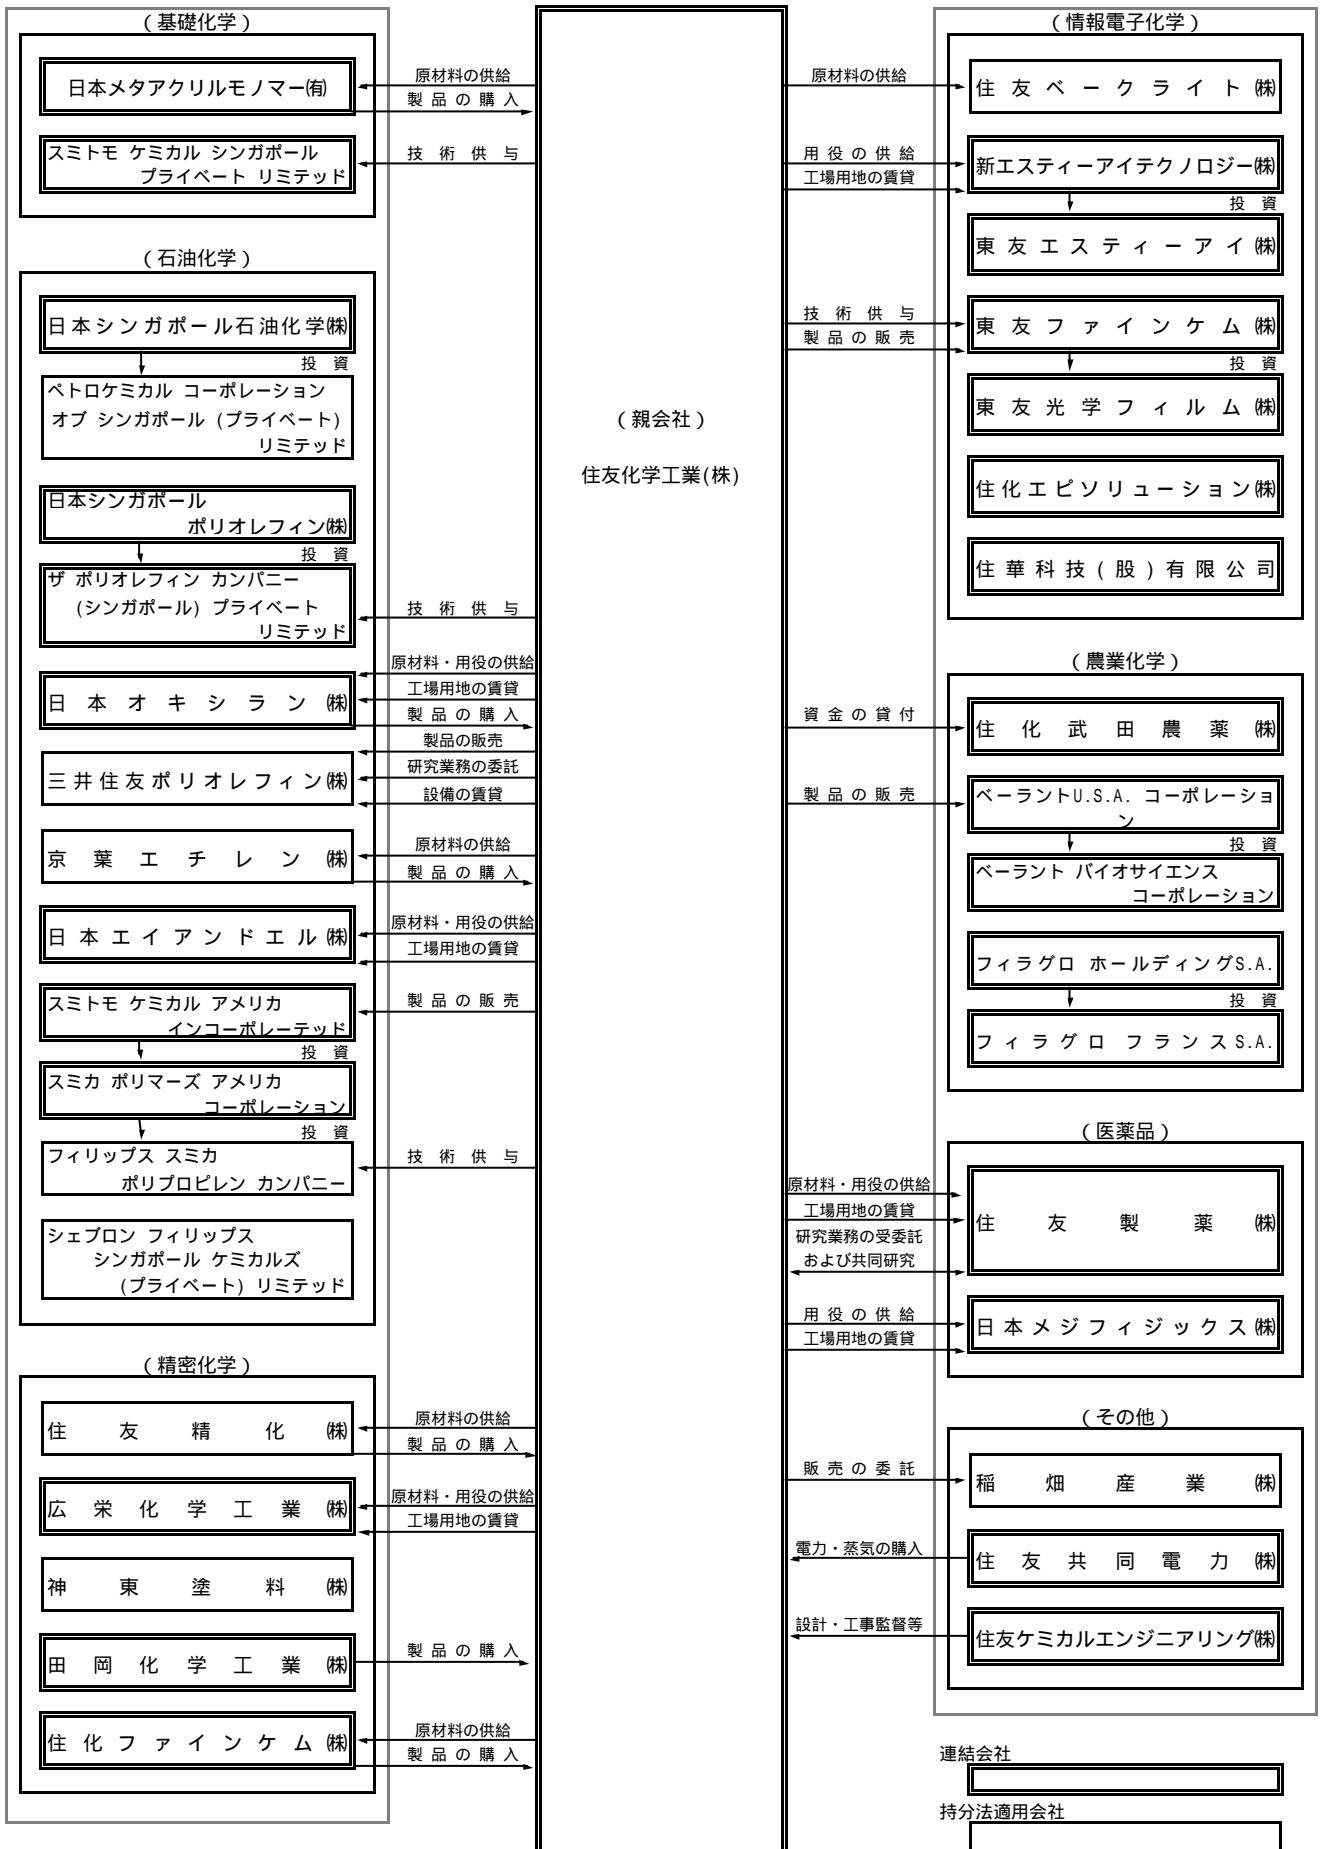 (基礎化学)
原材料の供給
日本メタアクリルモノマー㈲
製品の購入
スミトモ ケミカル シンガポール
プライベート リミテッド
技術供与
(石油化学)
日本シンガポール石油化学㈱
投資
ペトロケミカル コーポレーション
オブ シンガポール (プライベート)
リミテッド
日本シンガポール
ポリオレフィン㈱
投資
ザ ポリオレフィン カンパニー
(シンガポール) プライベート
リミテッド
技術供与
原材料・用役の供給
工場用地の賃貸
日本オキシラン㈱
製品の購入
製品の販売
研究業務の委託
三井住友ポリオレフィン㈱
設備の賃貸
原材料の供給
京葉エチレン㈱
製品の購入
原材料・用役の供給
日本エイアンドエル㈱
工場用地の賃貸
スミトモ ケミカル アメリカ
インコーポレーテッド
製品の販売
投資
スミカ ポリマーズ アメリカ
コーポレーション
投資
フィリップス スミカ
ポリプロピレン カンパニー
技術供与
シェブロン フィリップス
シンガポール ケミカルズ
(プライベート) リミテッド
(精密化学)
原材料の供給
住友精化㈱
製品の購入
原材料・用役の供給
広栄化学工業㈱
工場用地の賃貸
神東塗料㈱
製品の購入
田岡化学工業㈱
原材料の供給
住化ファインケム㈱
製品の購入
(親会社)
住友化学工業(株)
(情報電子化学)
原材料の供給
住友ベークライト㈱
用役の供給
新エスティーアイテクノロジー㈱
工場用地の賃貸
投資
東友エスティーアイ㈱
技術供与
東友ファインケム㈱
製品の販売
投資
東友光学フィルム㈱
住化エピソリューション㈱
住華科技(股)有限公司
(農業化学)
資金の貸付
住化武田農薬㈱
製品の販売
ベーラントU.S.A. コーポレーショ
ン
投資
ベーラント バイオサイエンス
コーポレーション
フィラグロ ホールディングS.A.
投資
フィラグロ フランスS.A.
(医薬品)
原材料・用役の供給
工場用地の賃貸
住友製薬㈱
研究業務の受委託
および共同研究
用役の供給
日本メジフィジックス㈱
工場用地の賃貸
(その他)
販売の委託
稲畑産業㈱
電力・蒸気の購入
住友共同電力㈱
設計・工事監督等
住友ケミカルエンジニアリング㈱
連結会社
持分法適用会社